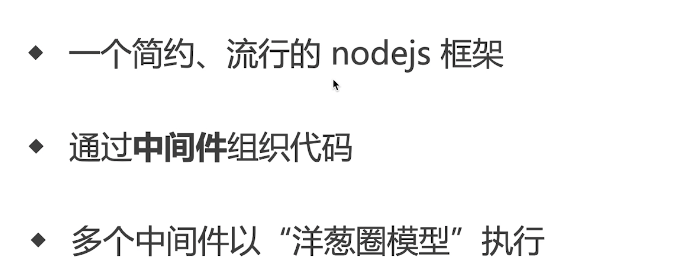 ◆ 一个简约、流行的 nodejs 框架
◆ 通过中间件组织代码
◆ 多个中间件以“洋葱圈模型”执行